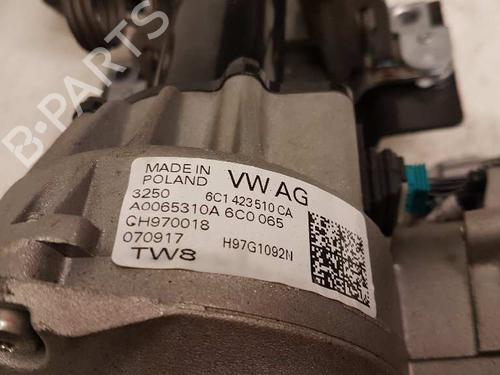 B-PARTS
MADE IN
POLAND VW AG
3250 6C1 423 510 CA
A0065310A 6C0 065
CH970018
070917 H97G1092N
TW8